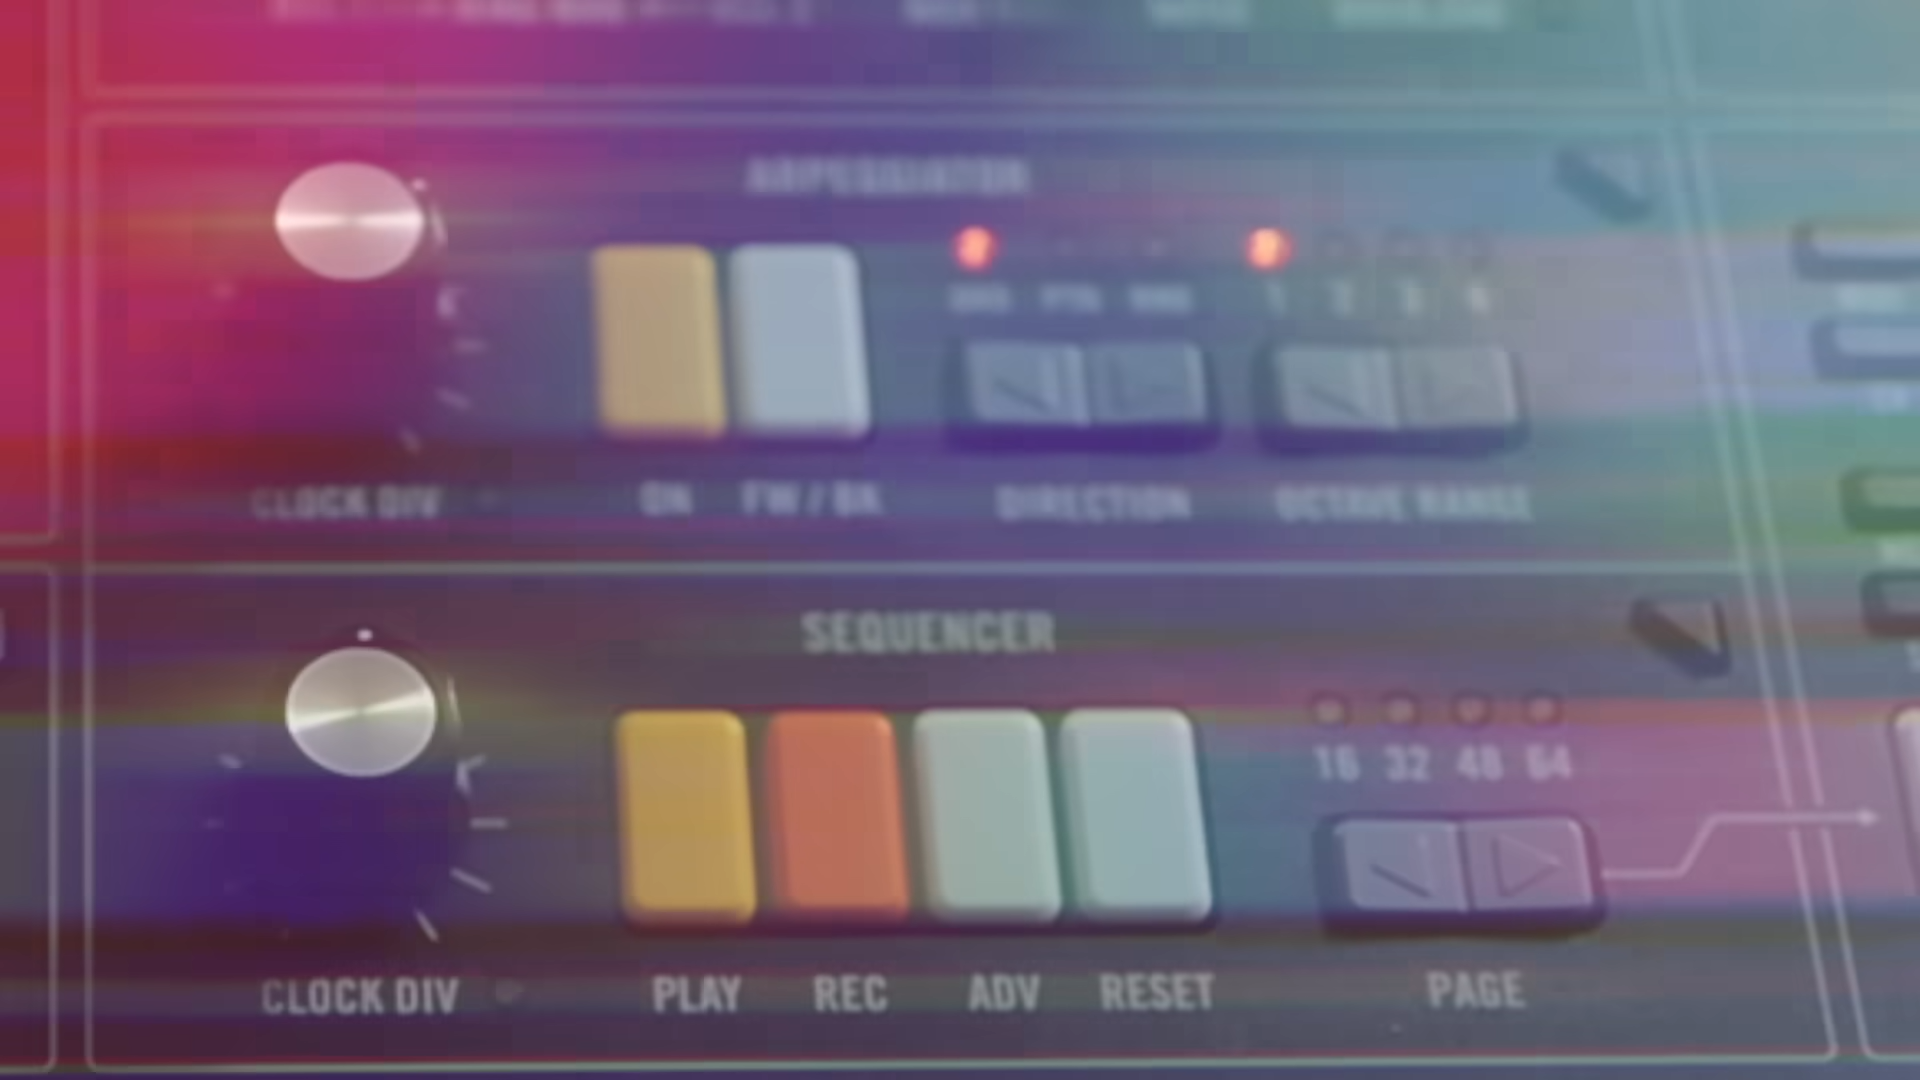 ARPEGGIATOR
1 2 3 4
CLOCK DIV ON FW / BK DIRECTION OCTAVE RANGE
SEQUENCER
16 32 48 64
CLOCK DIV PLAY REC ADV RESET PAGE